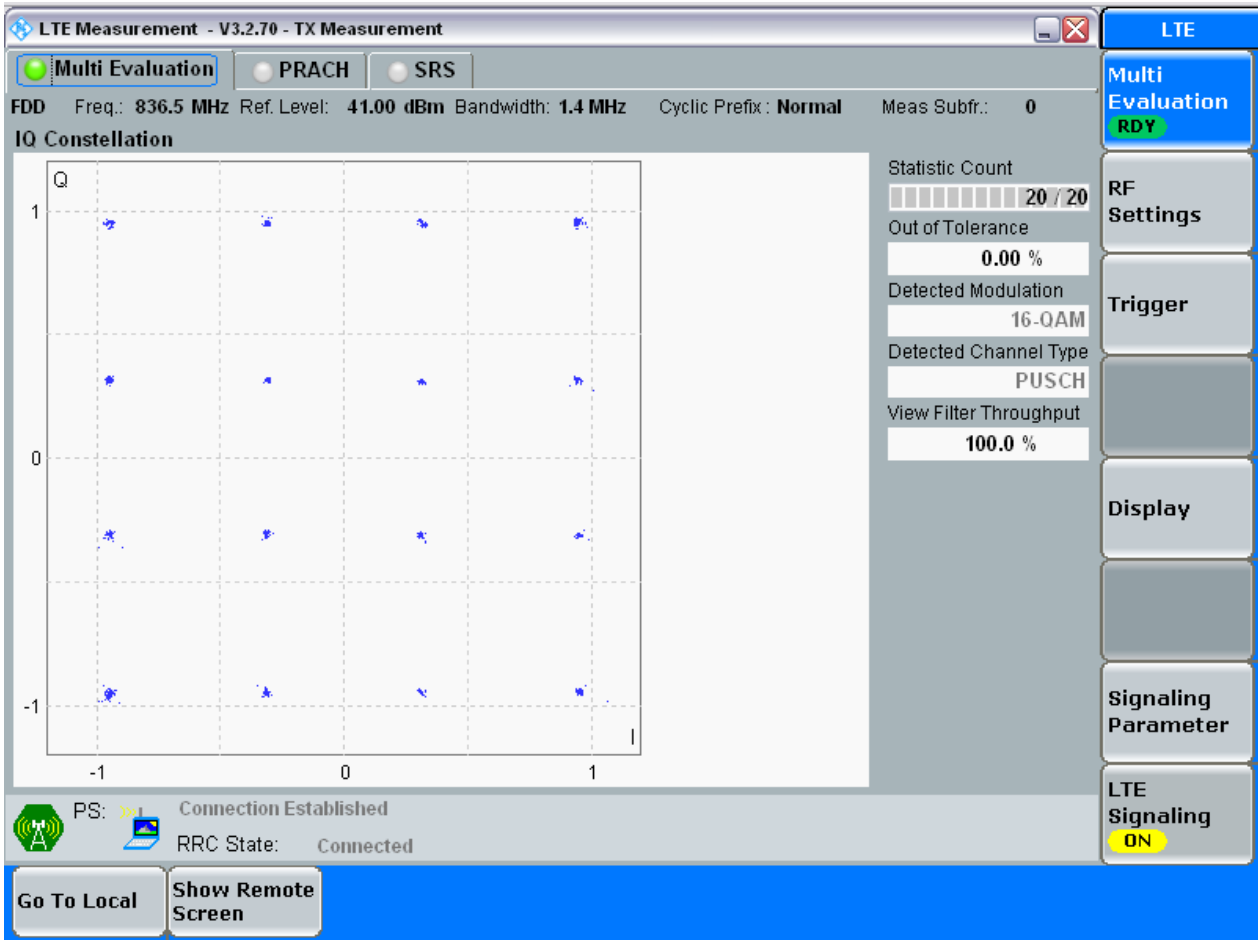 LTE Measurement - V3.2.70 - TX Measurement
LTE
Multi Evaluation PRACH SRS
Multi
Evaluation
RDY
FDD Freq.: 836.5 MHz Ref. Level: 41.00 dBm Bandwidth: 1.4 MHz Cyclic Prefix : Normal Meas Subfr.: 0
IQ Constellation
Q
1
0
-1
I
-1 0 1
Statistic Count
20 / 20
Out of Tolerance
0.00 %
Detected Modulation
16-QAM
Detected Channel Type
PUSCH
View Filter Throughput
100.0 %
RF
Settings
Trigger
Display
Signaling
Parameter
LTE
Signaling
ON
PS: Connection Established
RRC State: Connected
Go To Local
Show Remote
Screen